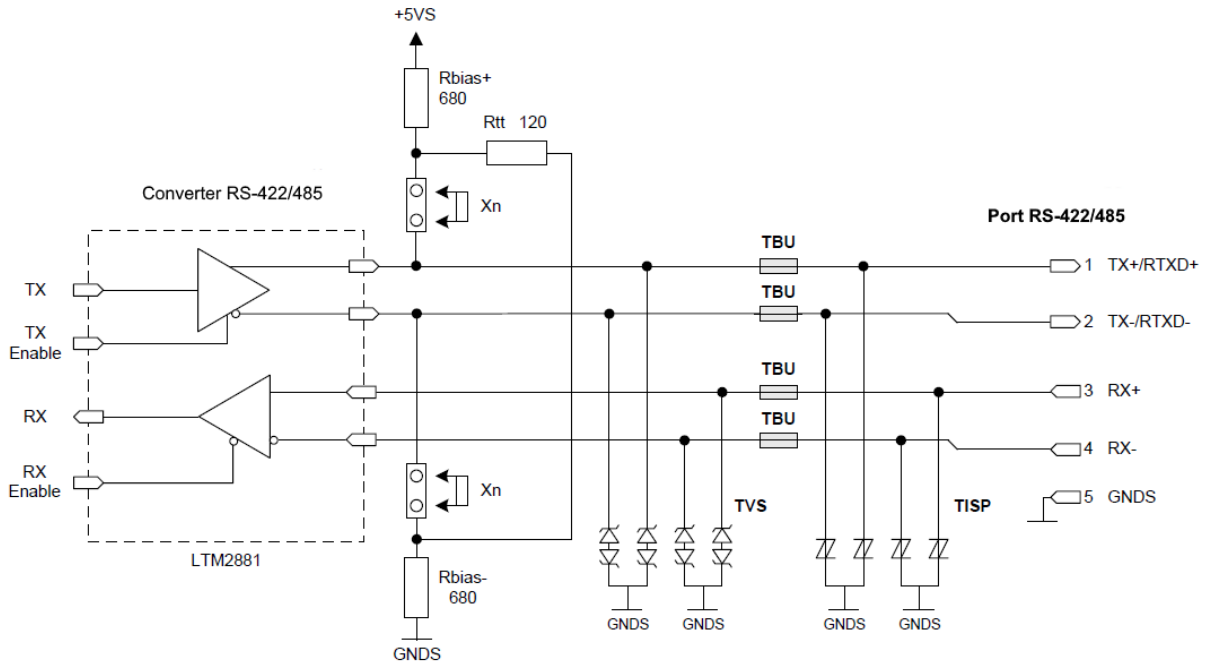 +5VS
Rbias+
680
Rtt 120
Converter RS-422/485
Xn
Port RS-422/485
TBU
1 TX+/RTXD+
TX
TBU
2 TX-/RTXD-
TX
Enable
TBU
3 RX+
RX
TBU
4 RX-
RX
Enable
Xn
TVS
TISP
5 GNDS
LTM2881
Rbias-
680
GNDS
GNDS
GNDS
GNDS
GNDS